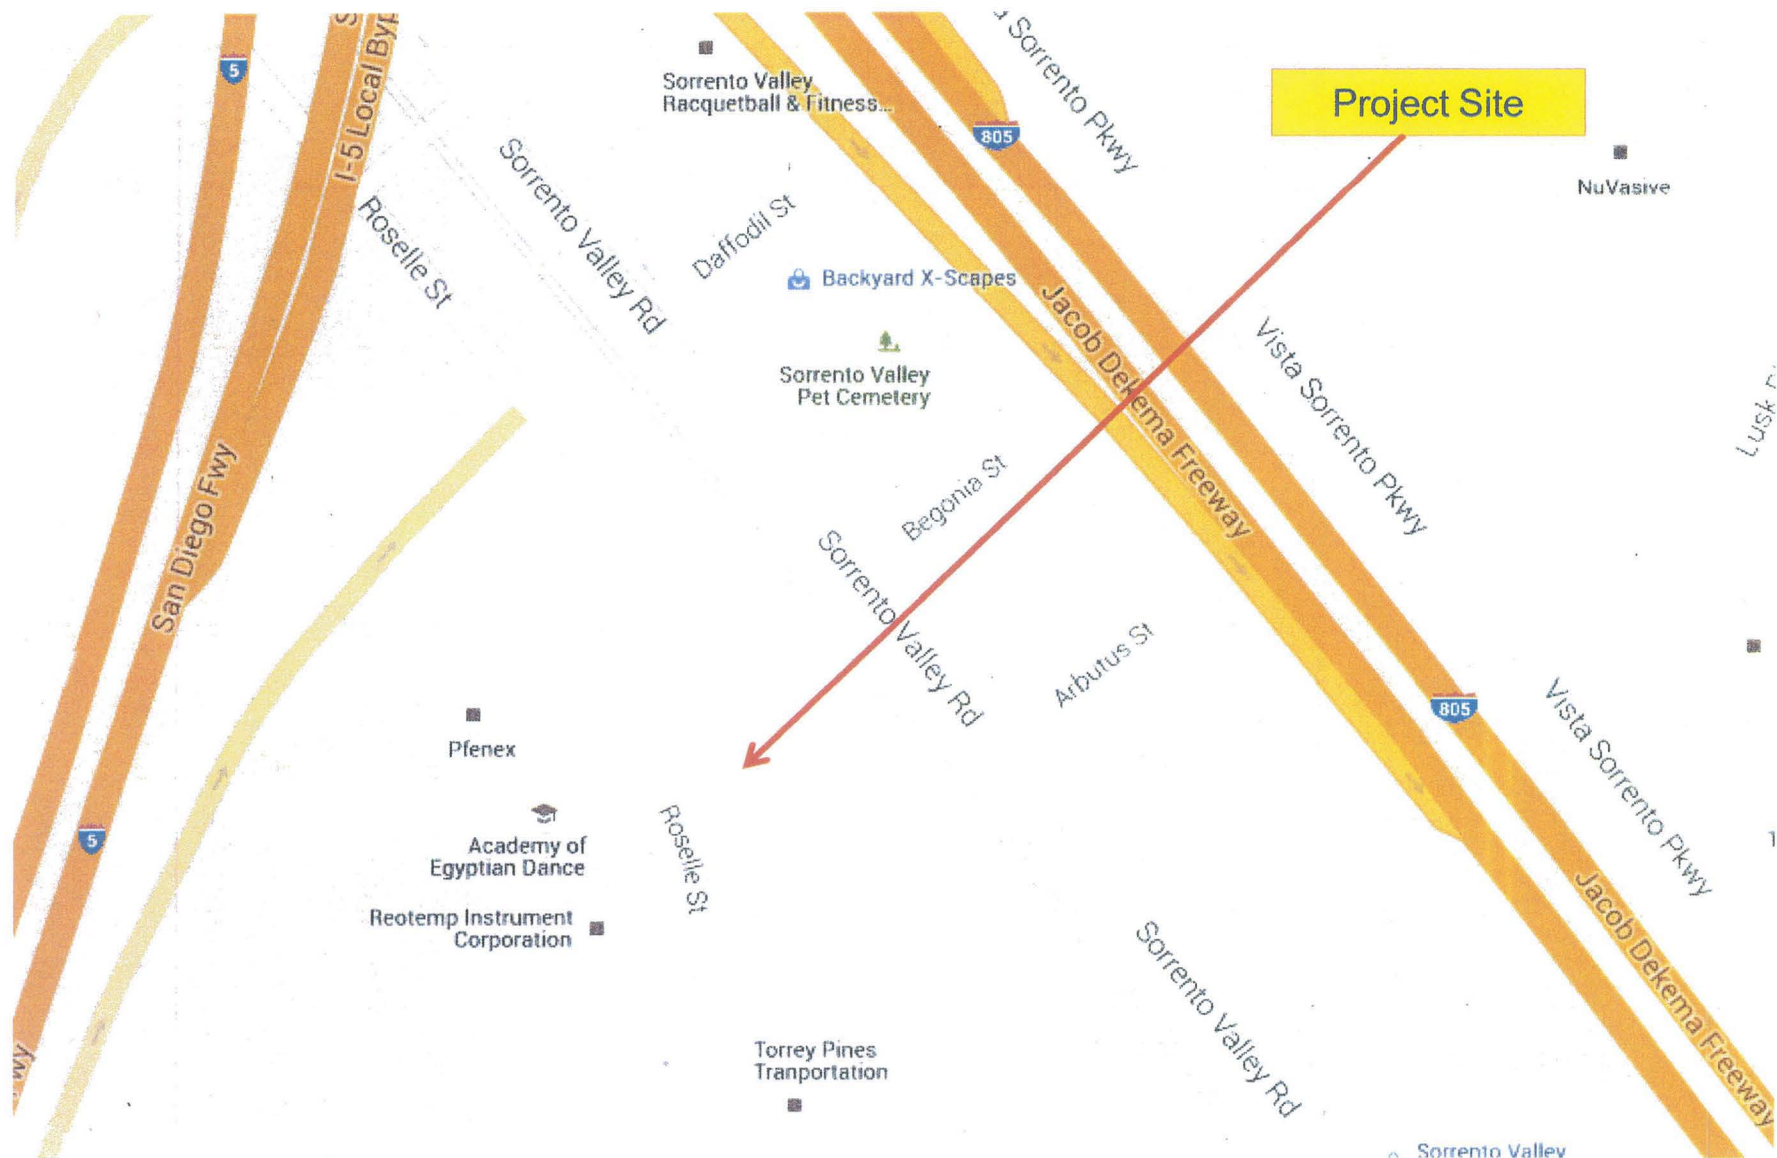 5
I-5 Local Byp
Sorrento Valley
Racquetball & Fitness...
Sorrento Pkwy
805
Project Site
NuVasive
Roselle St
Sorrento Valley Rd
Daffodil St
Backyard X-Scapes
Sorrento Valley
Pet Cemetery
Jacob Dekema Freeway
Vista Sorrento Pkwy
Lusk
San Diego Fwy
Begonia St
Sorrento Valley Rd
Arbutus St
805
Vista Sorrento Pkwy
Pfenex
5
Academy of
Egyptian Dance
Roselle St
Reotemp Instrument
Corporation
Jacob Dekema Freeway
Sorrento Valley Rd
Torrey Pines
Tranportation
wy
Sorrento Valley